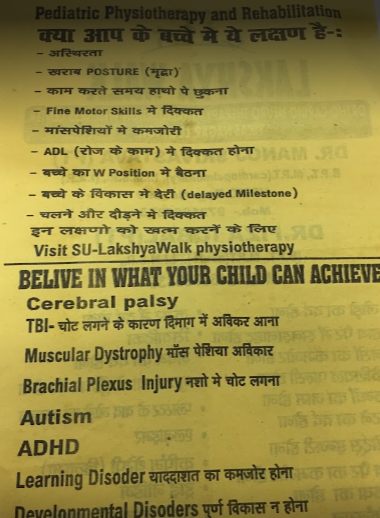 Pediatric Physiotherapy and Rehabilitation
क्या आप के बच्चे मे ये लक्षण है-:
- अस्थिरता
- खराब POSTURE (मृद्रा)
- काम करते समय हाथो पे छुकना
- Fine Motor Skills मे दिक्कत
- मांसपेशियों मे कमजोरी
- ADL (रोज के काम) मे दिक्कत होना
- बच्चे का W Position मे बैठना
- बच्चे के विकास मे देरी (delayed Milestone)
- चलने और दौड़ने मे दिक्कत
इन लक्षणो को खत्म करनें के लिए
Visit SU-LakshyaWalk physiotherapy
BELIVE IN WHAT YOUR CHILD CAN ACHIEVE
Cerebral palsy
TBI- चोट लगने के कारण दिमाग में अविकर आना
Muscular Dystrophy मॉस पेशिया अविकार
Brachial Plexus Injury नशो मे चोट लगना
Autism
ADHD
Learning Disoder याददाशत का कमजोर होना
Developmental Disoders पुर्ण विकास न होना